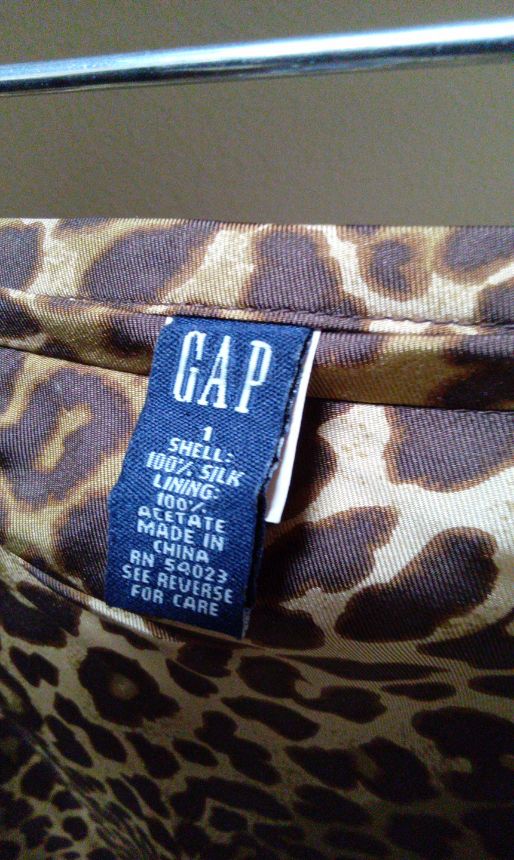 GAP
1
SHELL:
100% SILK
LINING:
100%
ACETATE
MADE IN
CHINA
RN 54023
SEE REVERSE
FOR CARE